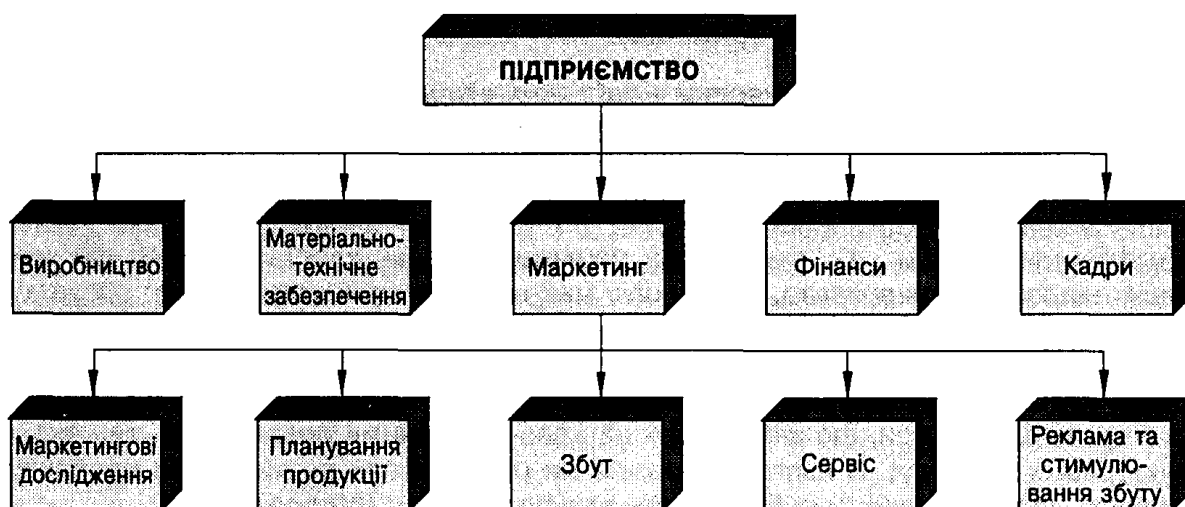 ПІДПРИЄМСТВО
Виробництво
Матеріально-
технічне
забезпечення
Маркетинг
Фінанси
Кадри
Маркетингові
дослідження
Планування
продукції
Збут
Сервіс
Реклама та
стимулю-
вання збуту